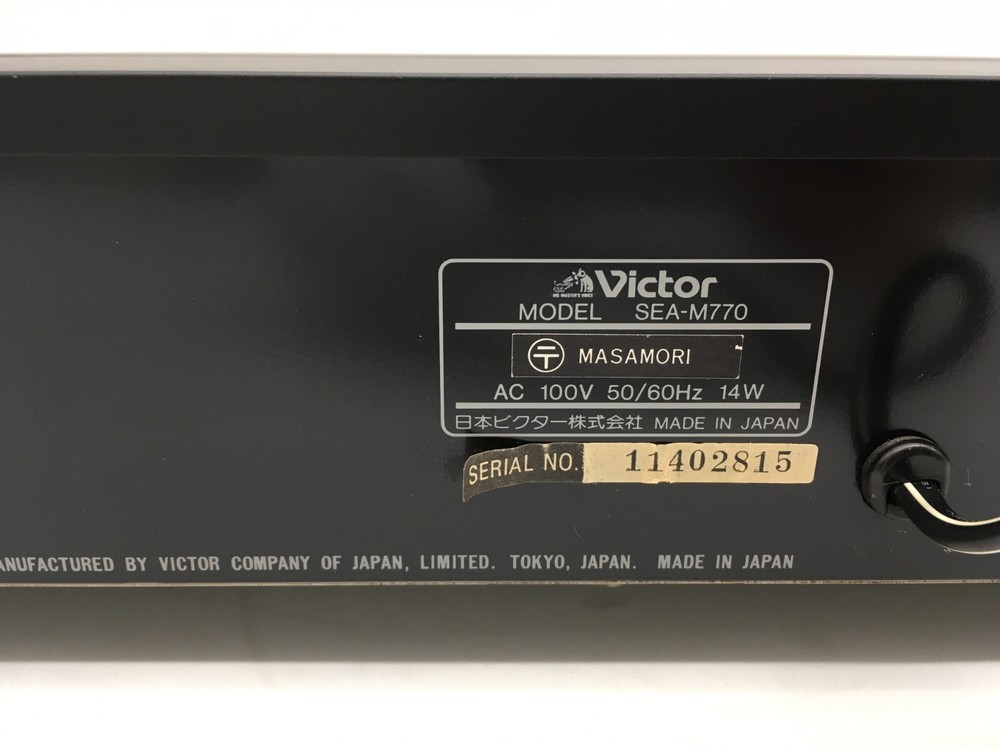 HIS MASTER'S VOICE
Victor
MODEL SEA-M770
〒 MASAMORI
AC 100V 50/60Hz 14W
日本ビクター株式会社 MADE IN JAPAN
SERIAL NO. 11402815
ANUFACTURED BY VICTOR COMPANY OF JAPAN, LIMITED. TOKYO, JAPAN. MADE IN JAPAN